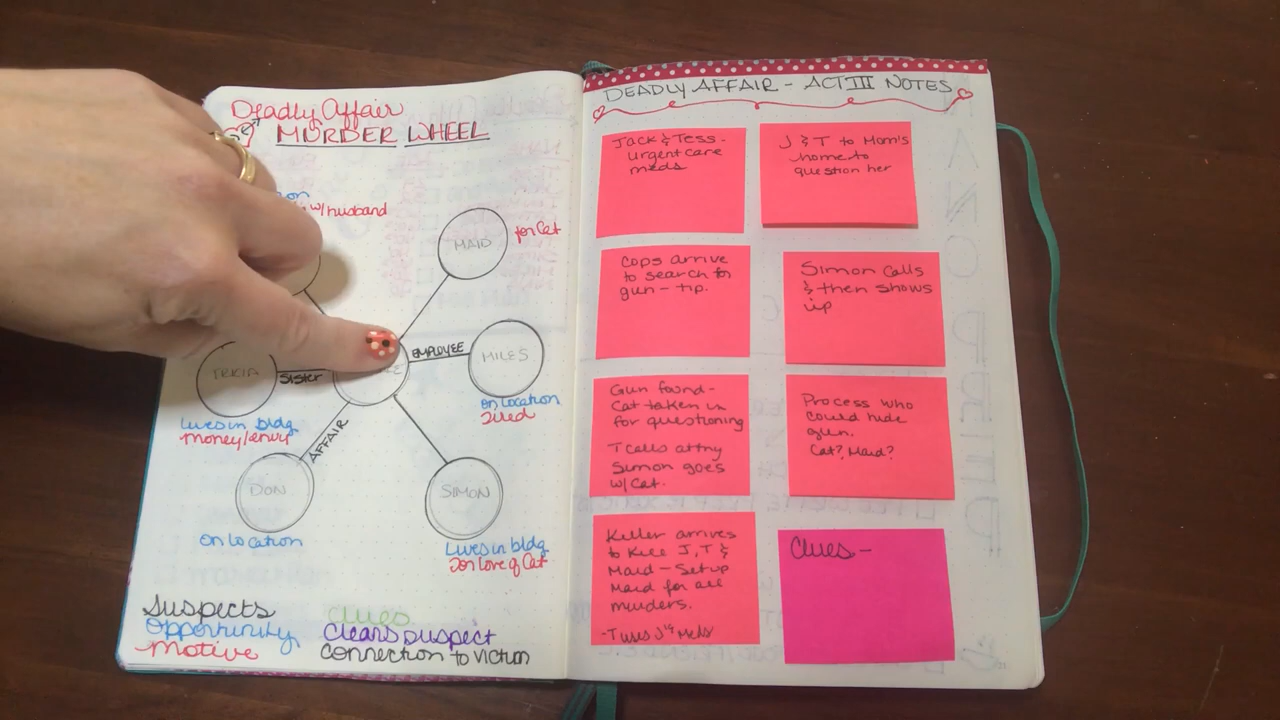 Deadly Affair
MURDER WHEEL
on
w/husband
MAID
for Cat
EMPLOYEE
MILES
on location
fired
TRICIA
Sister
Lives in bldg
money/envy
AFFAIR
DON
on location
SIMON
Lives in bldg
for love of Cat
Suspects
Opportunity
Motive
Clues
Clears suspect
Connection to Victim
DEADLY AFFAIR - ACT III NOTES
Jack & Tess -
urgent care
meds
J & T to Mom's
home to
question her
Cops arrive
to search for
gun - tip.
Simon calls
& then shows
up
Gun found -
Cat taken in
for questioning
T calls attny
Simon goes
w/ Cat.
Process who
could hide
gun.
Cat? Maid?
Killer arrives
to kill J, T &
Maid - Setup
Maid for all
murders.
- T uses J's Meds
Clues -